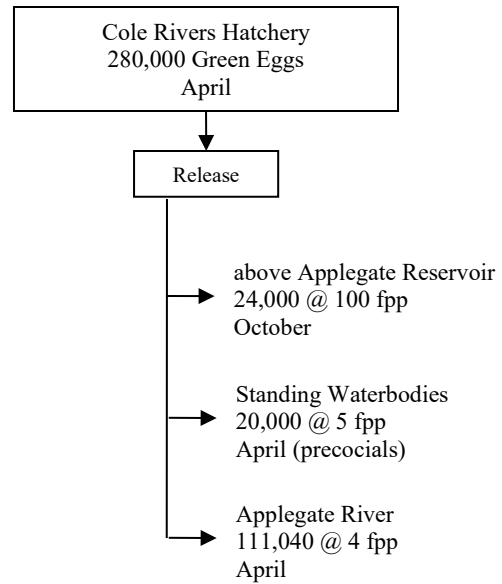 Cole Rivers Hatchery
280,000 Green Eggs
April
Release
above Applegate Reservoir
24,000 @ 100 fpp
October
Standing Waterbodies
20,000 @ 5 fpp
April (precocials)
Applegate River
111,040 @ 4 fpp
April